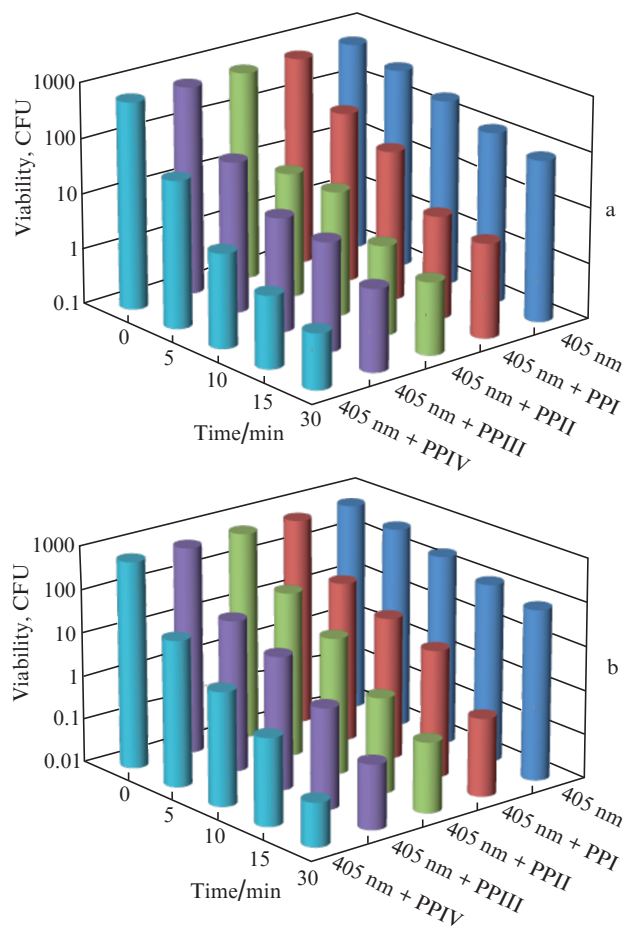 1000
100
10
1
0.1
Viability, CFU
0
5
10
15
30
Time/min
405 nm
405 nm + PPI
405 nm + PPII
405 nm + PPIII
405 nm + PPIV
a
1000
100
10
1
0.1
0.01
Viability, CFU
0
5
10
15
30
Time/min
405 nm
405 nm + PPI
405 nm + PPII
405 nm + PPIII
405 nm + PPIV
b